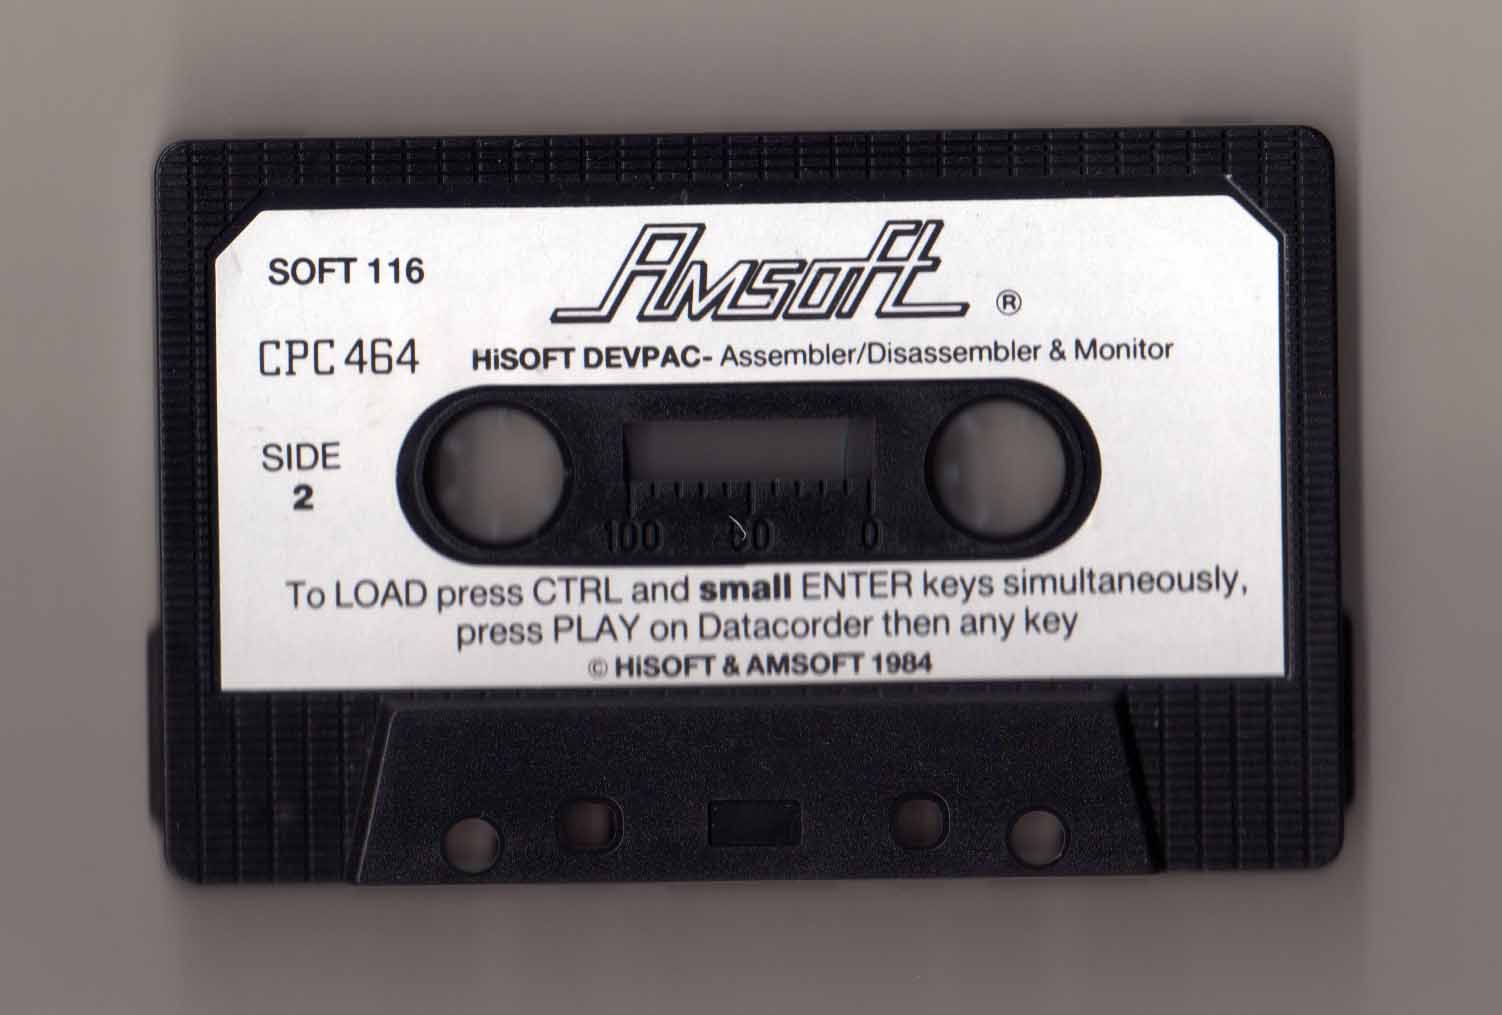 Amsoft ®
SOFT 116
CPC 464
HiSOFT DEVPAC- Assembler/Disassembler & Monitor
SIDE
2
100 50 0
To LOAD press CTRL and small ENTER keys simultaneously,
press PLAY on Datacorder then any key
© HiSOFT & AMSOFT 1984